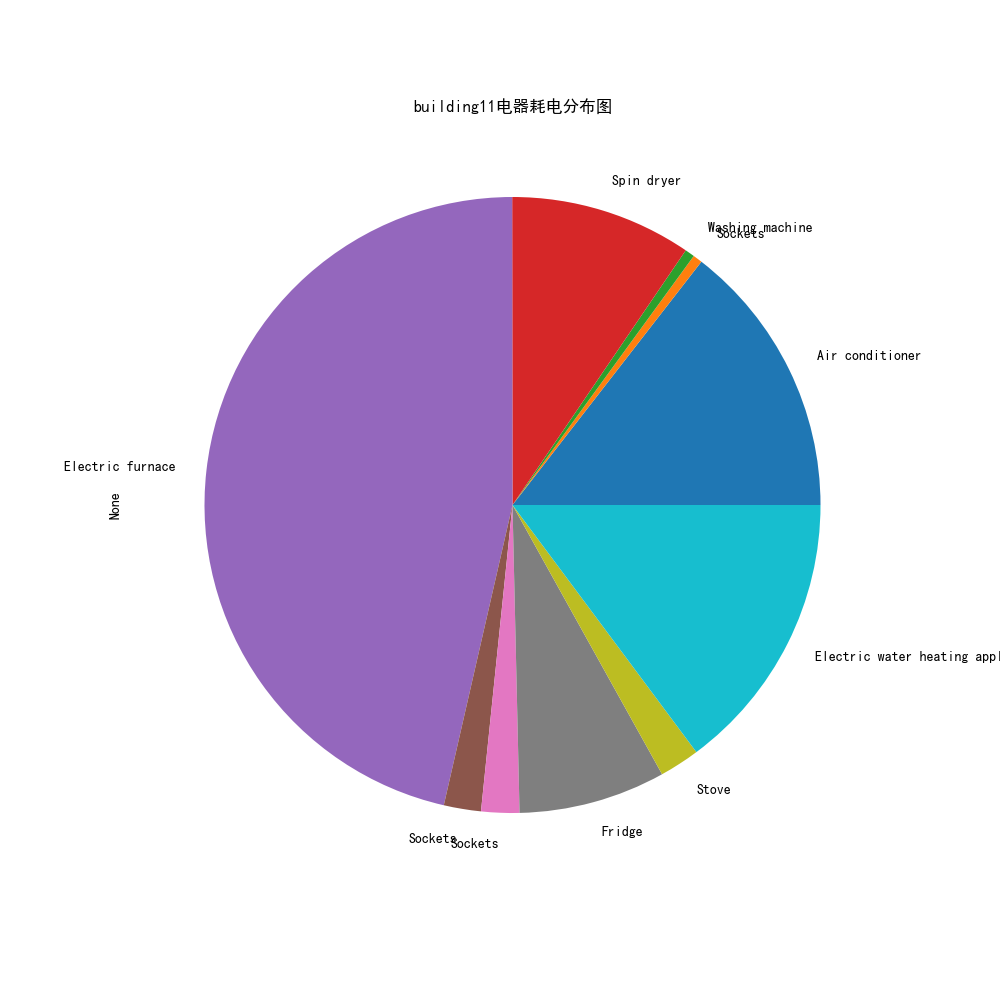 building11电器耗电分布图
Spin dryer
Washing machine
Sockets
Air conditioner
Electric furnace
None
Electric water heating appl
Stove
Fridge
Sockets
Sockets